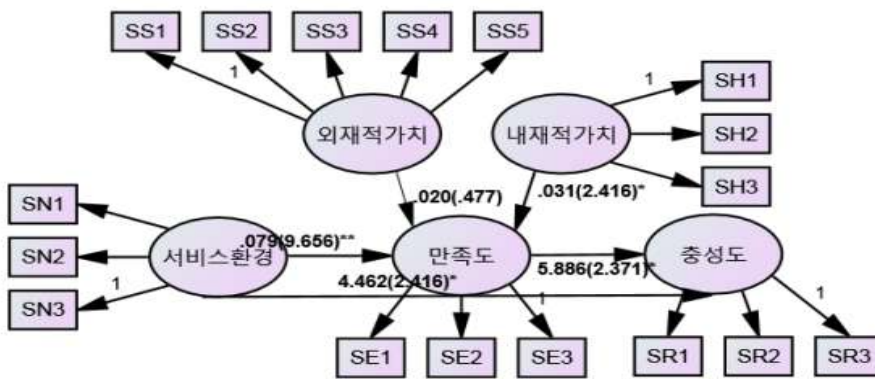 SS1 SS2 SS3 SS4 SS5
1
1
SH1
외재적가치
내재적가치
SH2
SH3
.020(.477)
.031(2.416)*
SN1
.079(9.656)**
SN2
서비스환경
만족도
충성도
4.462(2.416)*
5.886(2.371)*
1
SN3
1
1
SE1 SE2 SE3
SR1 SR2 SR3